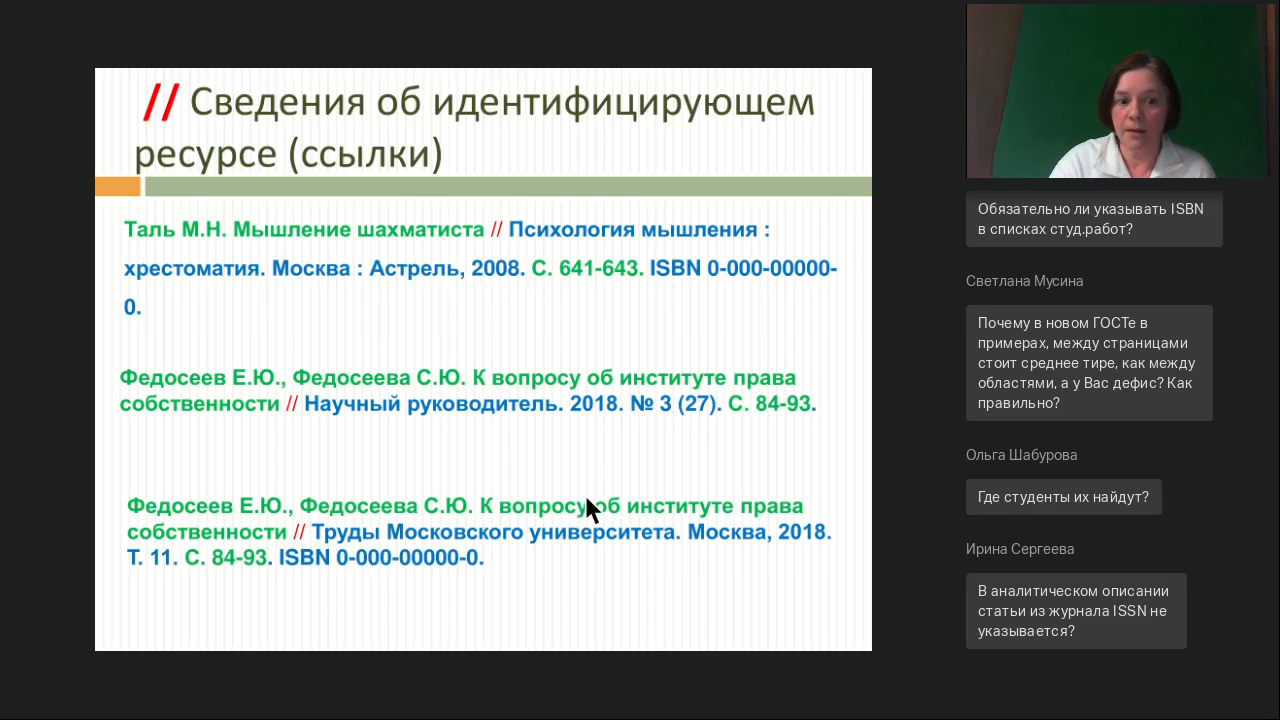 // Сведения об идентифицирующем
ресурсе (ссылки)
Таль М.Н. Мышление шахматиста // Психология мышления :
хрестоматия. Москва : Астрель, 2008. С. 641-643. ISBN 0-000-00000-
0.
Федосеев Е.Ю., Федосеева С.Ю. К вопросу об институте права
собственности // Научный руководитель. 2018. № 3 (27). С. 84-93.
Федосеев Е.Ю., Федосеева С.Ю. К вопросу об институте права
собственности // Труды Московского университета. Москва, 2018.
Т. 11. С. 84-93. ISBN 0-000-00000-0.
Обязательно ли указывать ISBN
в списках студ.работ?
Светлана Мусина
Почему в новом ГОСТе в
примерах, между страницами
стоит среднее тире, как между
областями, а у Вас дефис? Как
правильно?
Ольга Шабурова
Где студенты их найдут?
Ирина Сергеева
В аналитическом описании
статьи из журнала ISSN не
указывается?